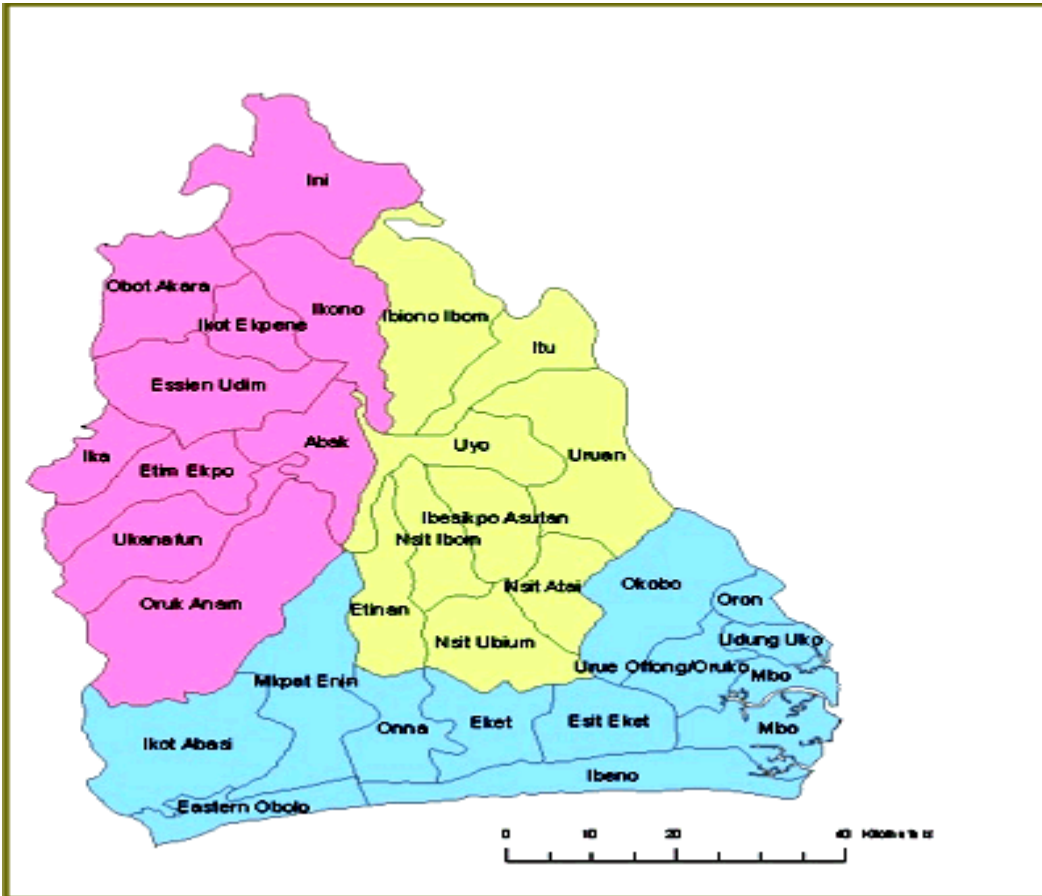 Ini
Obot Akara
Ikono
Ikot Ekpene
Ibiono Ibom
Itu
Essien Udim
Abak
Uyo
Ika
Etim Ekpo
Uruan
Ibesikpo Asutan
Ukanafun
Nsit Ibom
Nsit Atai
Okobo
Oruk Anam
Etinan
Oron
Nsit Ubium
Udung Uko
Urue Offong/Oruko
Mkpat Enin
Mbo
Ikot Abasi
Onna
Eket
Esit Eket
Mbo
Ibeno
Eastern Obolo
0 10 20 40 Kilometers